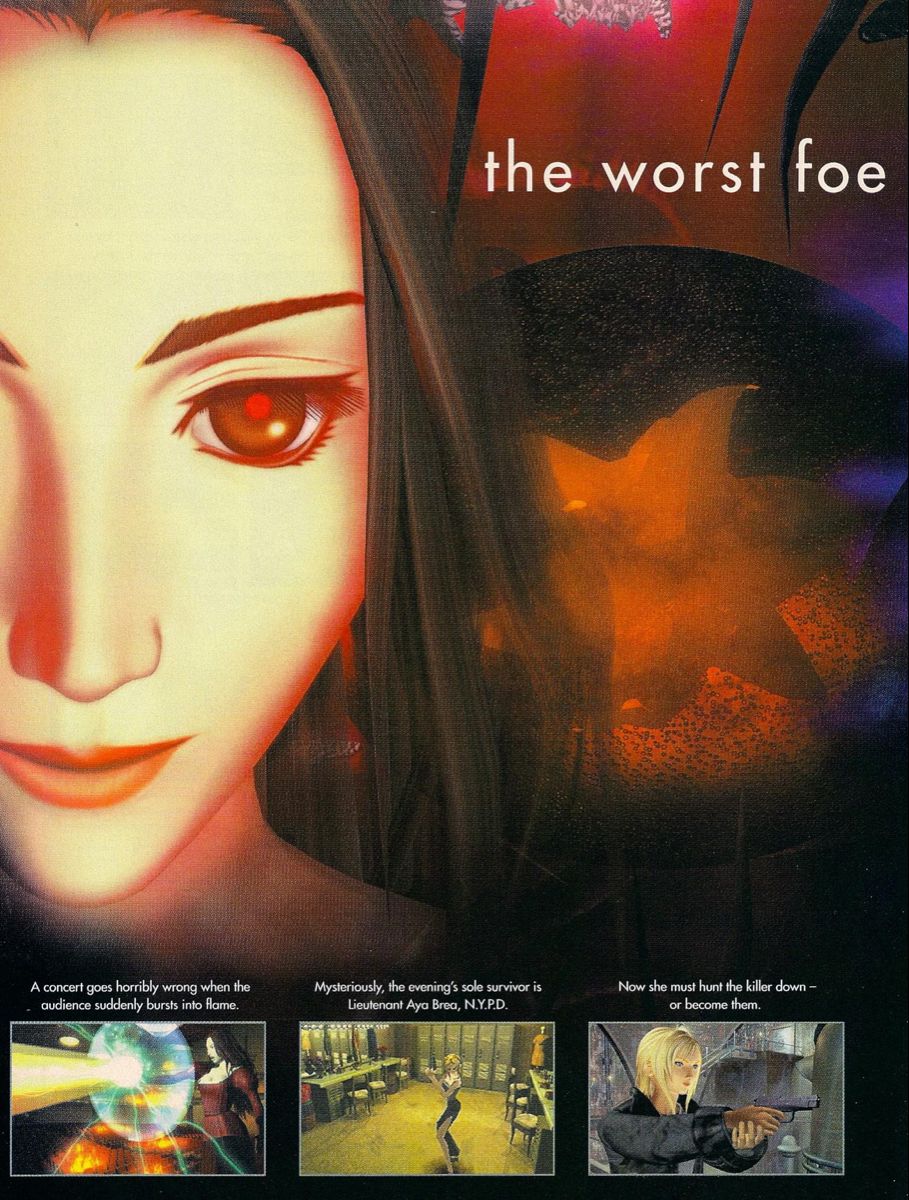 the worst foe
A concert goes horribly wrong when the
audience suddenly bursts into flame.
Mysteriously, the evening's sole survivor is
Lieutenant Aya Brea, N.Y.P.D.
Now she must hunt the killer down –
or become them.